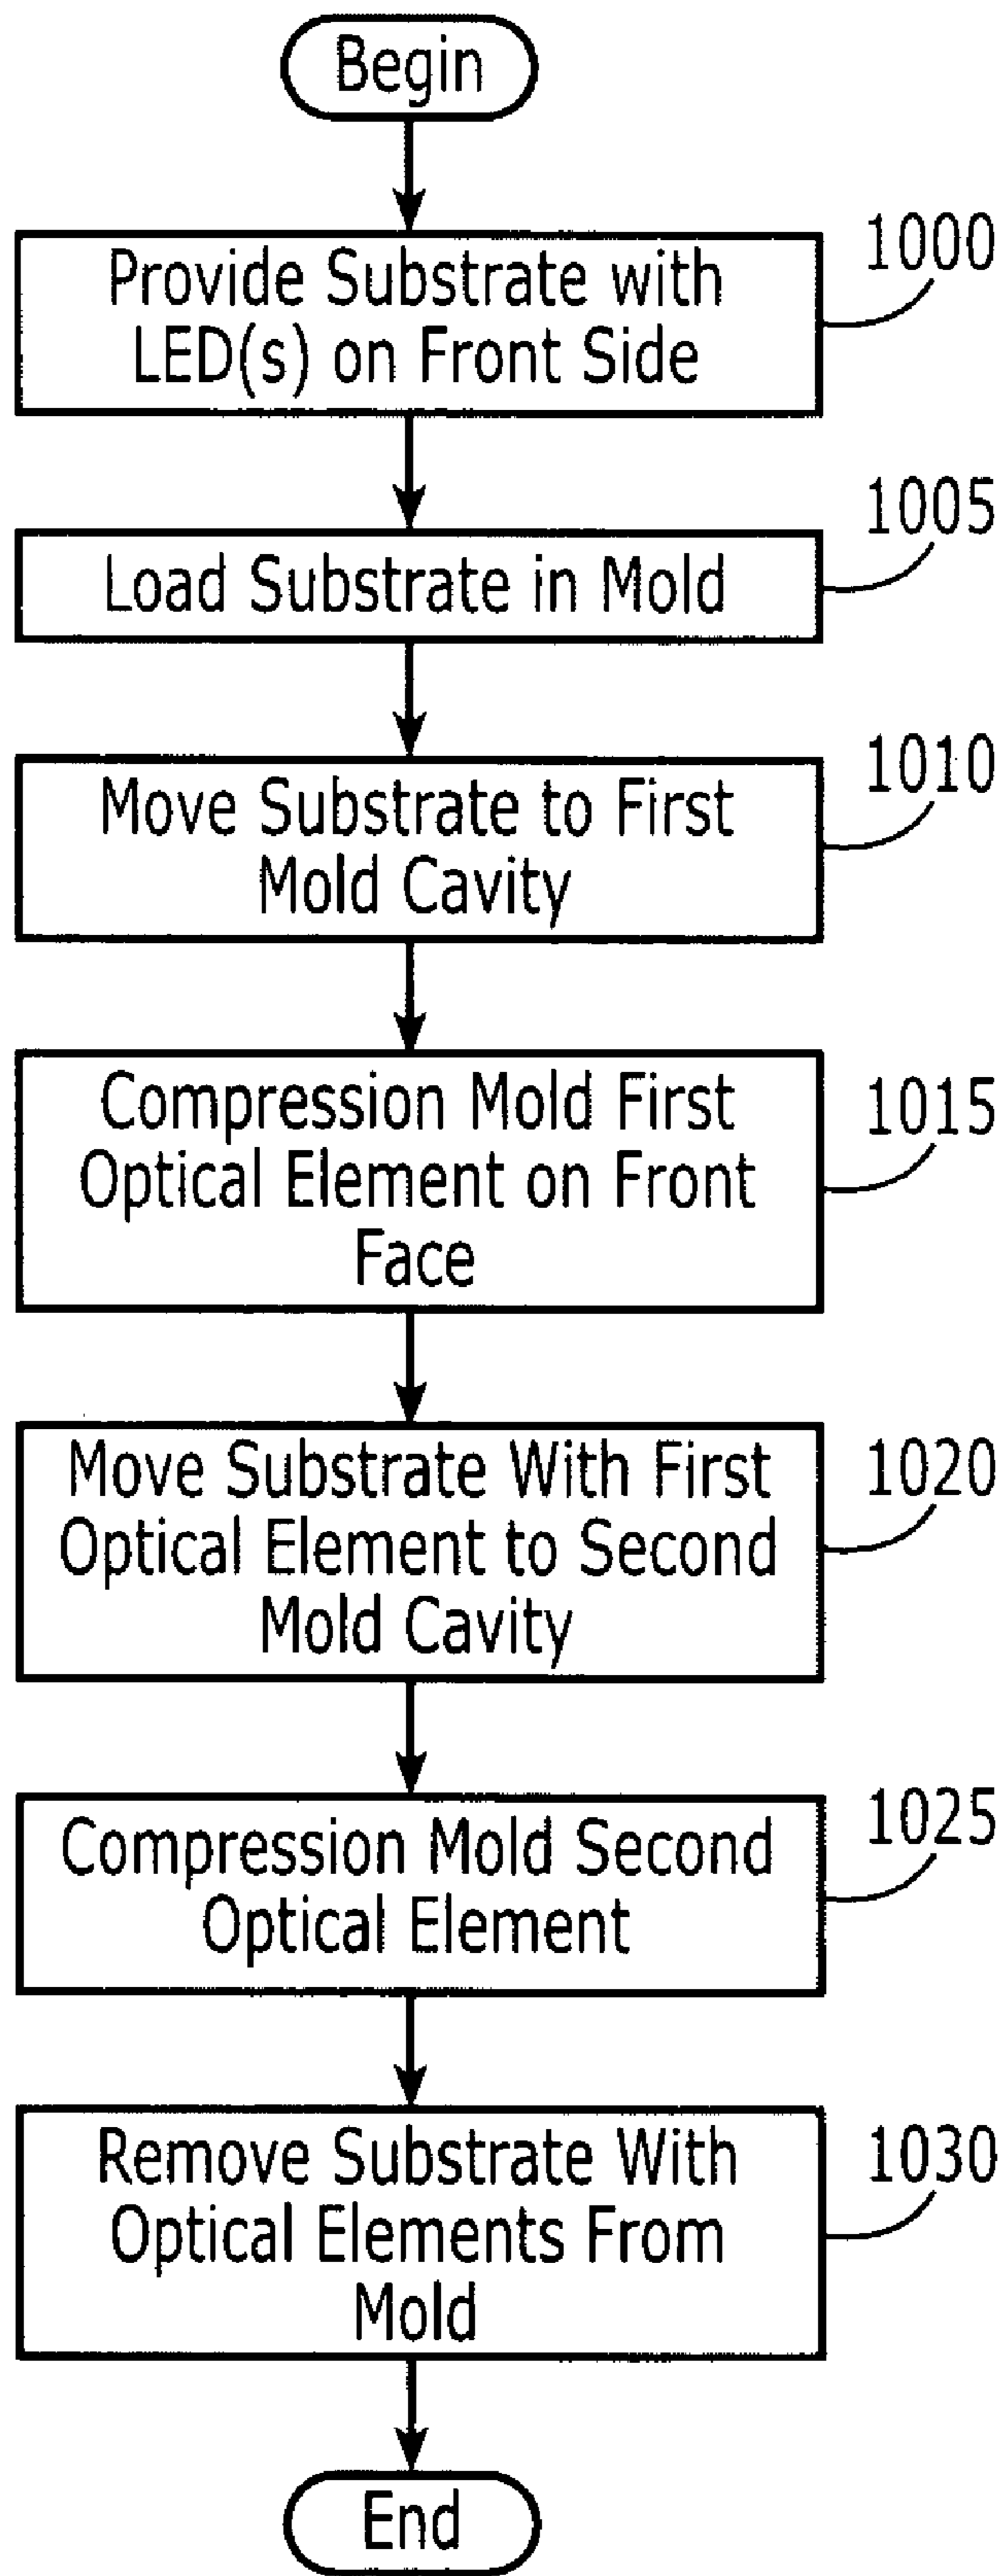 Begin
1000
Provide Substrate with
LED(s) on Front Side
1005
Load Substrate in Mold
1010
Move Substrate to First
Mold Cavity
1015
Compression Mold First
Optical Element on Front
Face
1020
Move Substrate With First
Optical Element to Second
Mold Cavity
1025
Compression Mold Second
Optical Element
1030
Remove Substrate With
Optical Elements From
Mold
End